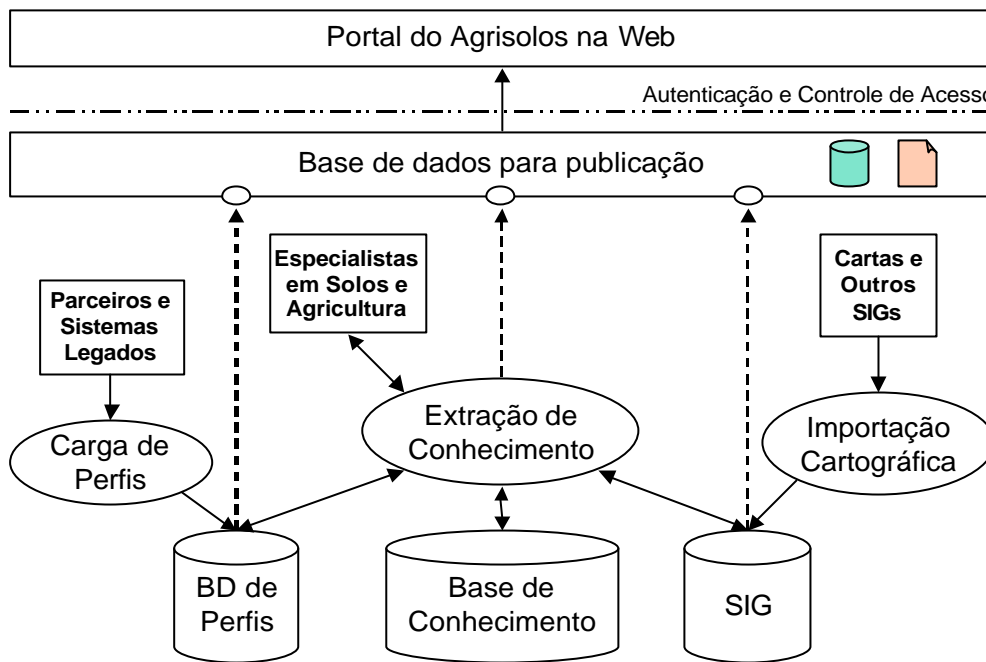 Portal do Agrisolos na Web
Autenticação e Controle de Acesso
Base de dados para publicação
Parceiros e
Sistemas
Legados
Especialistas
em Solos e
Agricultura
Cartas e
Outros
SIGs
Carga de
Perfis
Extração de
Conhecimento
Importação
Cartográfica
BD de
Perfis
Base de
Conhecimento
SIG